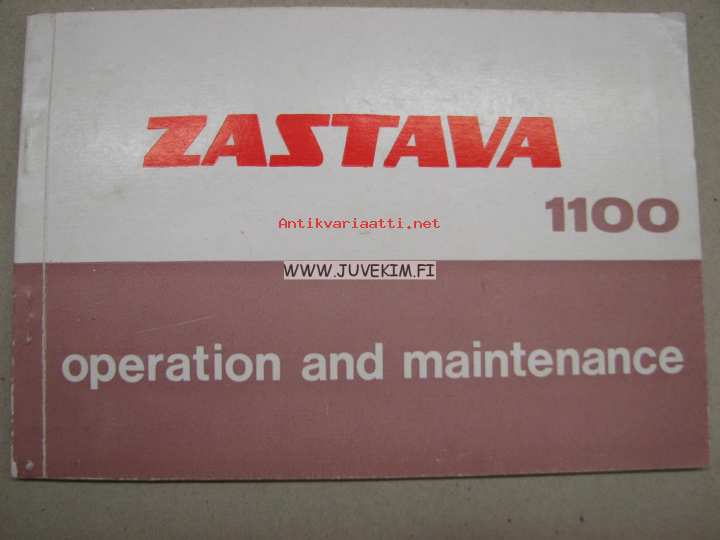 ZASTAVA
1100
Antikvariaatti.net
WWW.JUVEKIM.FI
operation and maintenance